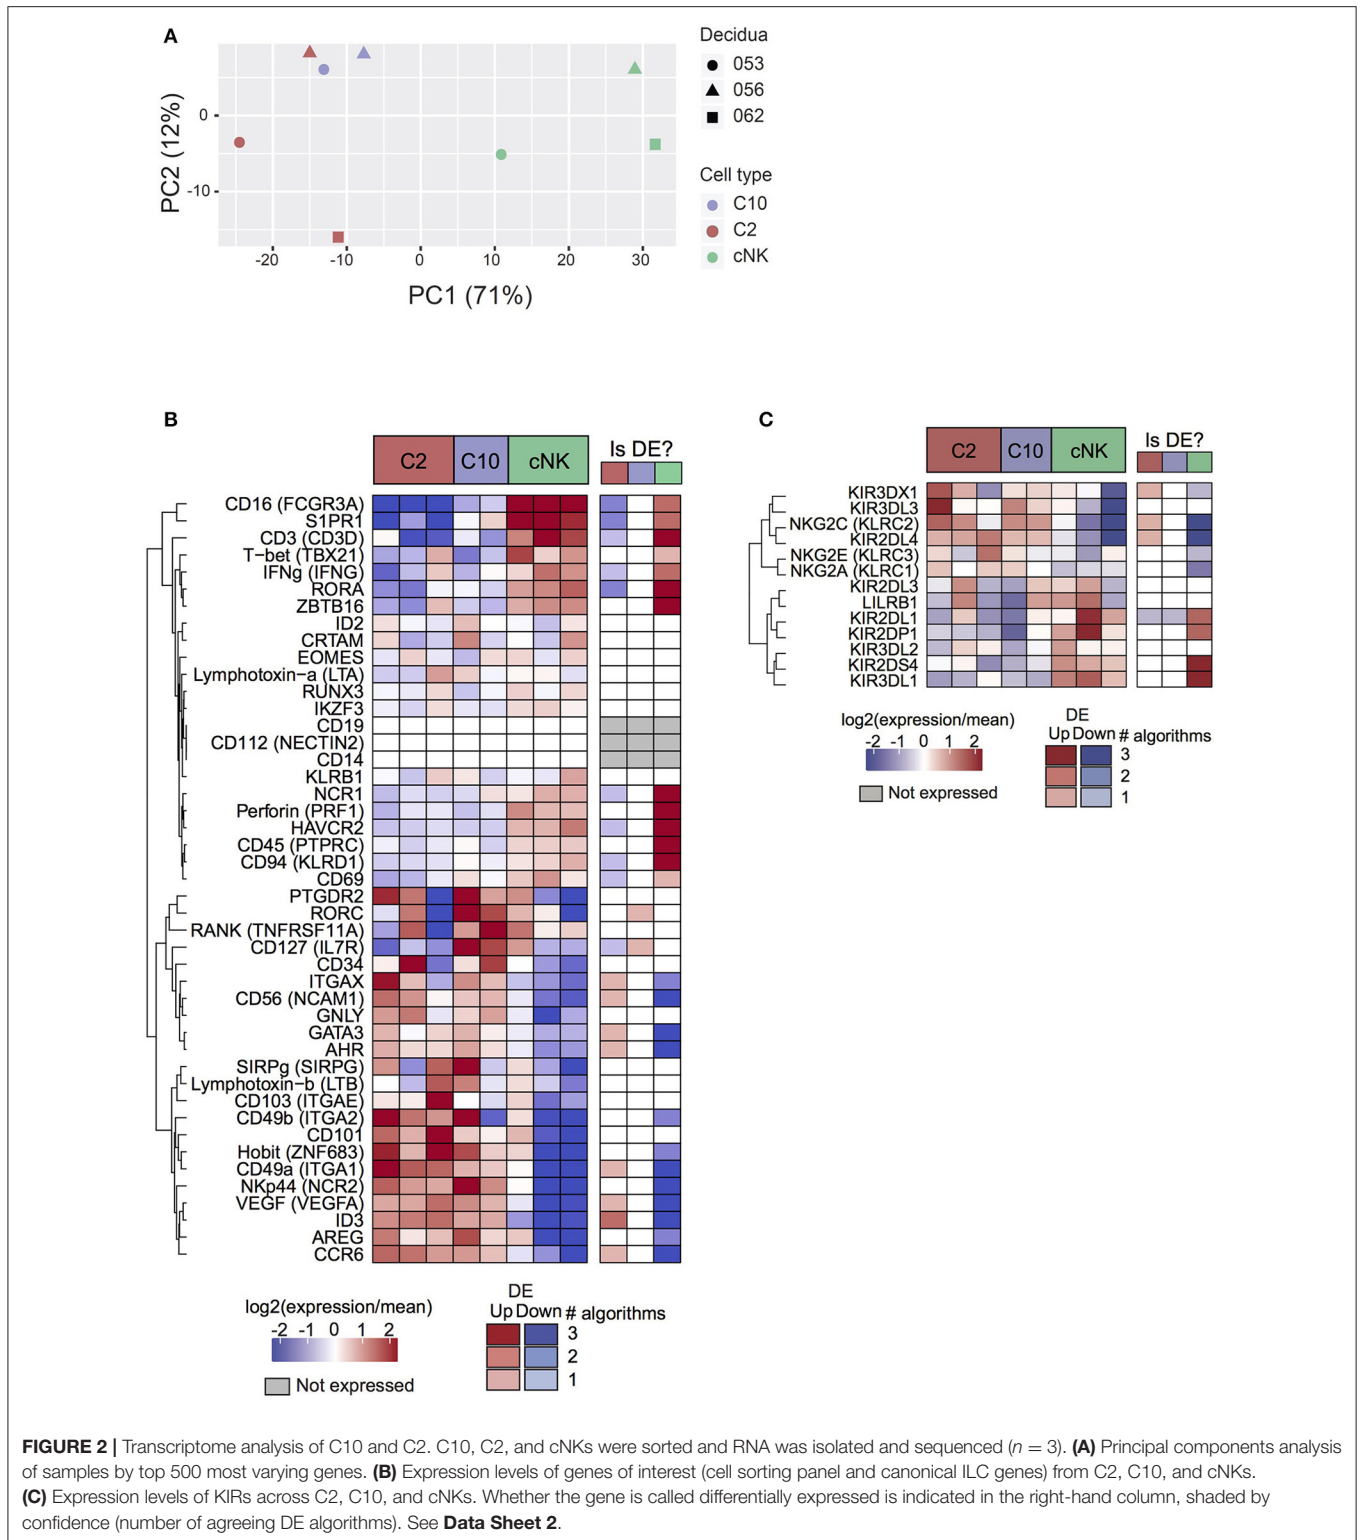 A
Decidua
053
056
062
Cell type
C10
C2
cNK
PC2 (12%)
0
-10
-20
-10
0
10
20
30
PC1 (71%)
B
C2
C10
cNK
Is DE?
CD16 (FCGR3A)
S1PR1
CD3 (CD3D)
T-bet (TBX21)
IFNg (IFNG)
RORA
ZBTB16
ID2
CRTAM
EOMES
Lymphotoxin-a (LTA)
RUNX3
IKZF3
CD19
CD112 (NECTIN2)
CD14
KLRB1
NCR1
Perforin (PRF1)
HAVCR2
CD45 (PTPRC)
CD94 (KLRD1)
CD69
PTGDR2
RORC
RANK (TNFRSF11A)
CD127 (IL7R)
CD34
ITGAX
CD56 (NCAM1)
GNLY
GATA3
AHR
SIRPg (SIRPG)
Lymphotoxin-b (LTB)
CD103 (ITGAE)
CD49b (ITGA2)
CD101
Hobit (ZNF683)
CD49a (ITGA1)
NKp44 (NCR2)
VEGF (VEGFA)
ID3
AREG
CCR6
log2(expression/mean)
-2 -1 0 1 2
Not expressed
DE
Up Down # algorithms
3
2
1
C
C2
C10
cNK
Is DE?
KIR3DX1
KIR3DL3
NKG2C (KLRC2)
KIR2DL4
NKG2E (KLRC3)
NKG2A (KLRC1)
KIR2DL3
LILRB1
KIR2DL1
KIR2DP1
KIR3DL2
KIR2DS4
KIR3DL1
log2(expression/mean)
-2 -1 0 1 2
Not expressed
DE
Up Down # algorithms
3
2
1
FIGURE 2 | Transcriptome analysis of C10 and C2. C10, C2, and cNKs were sorted and RNA was isolated and sequenced (n = 3). (A) Principal components analysis
of samples by top 500 most varying genes. (B) Expression levels of genes of interest (cell sorting panel and canonical ILC genes) from C2, C10, and cNKs.
(C) Expression levels of KIRs across C2, C10, and cNKs. Whether the gene is called differentially expressed is indicated in the right-hand column, shaded by
confidence (number of agreeing DE algorithms). See Data Sheet 2.